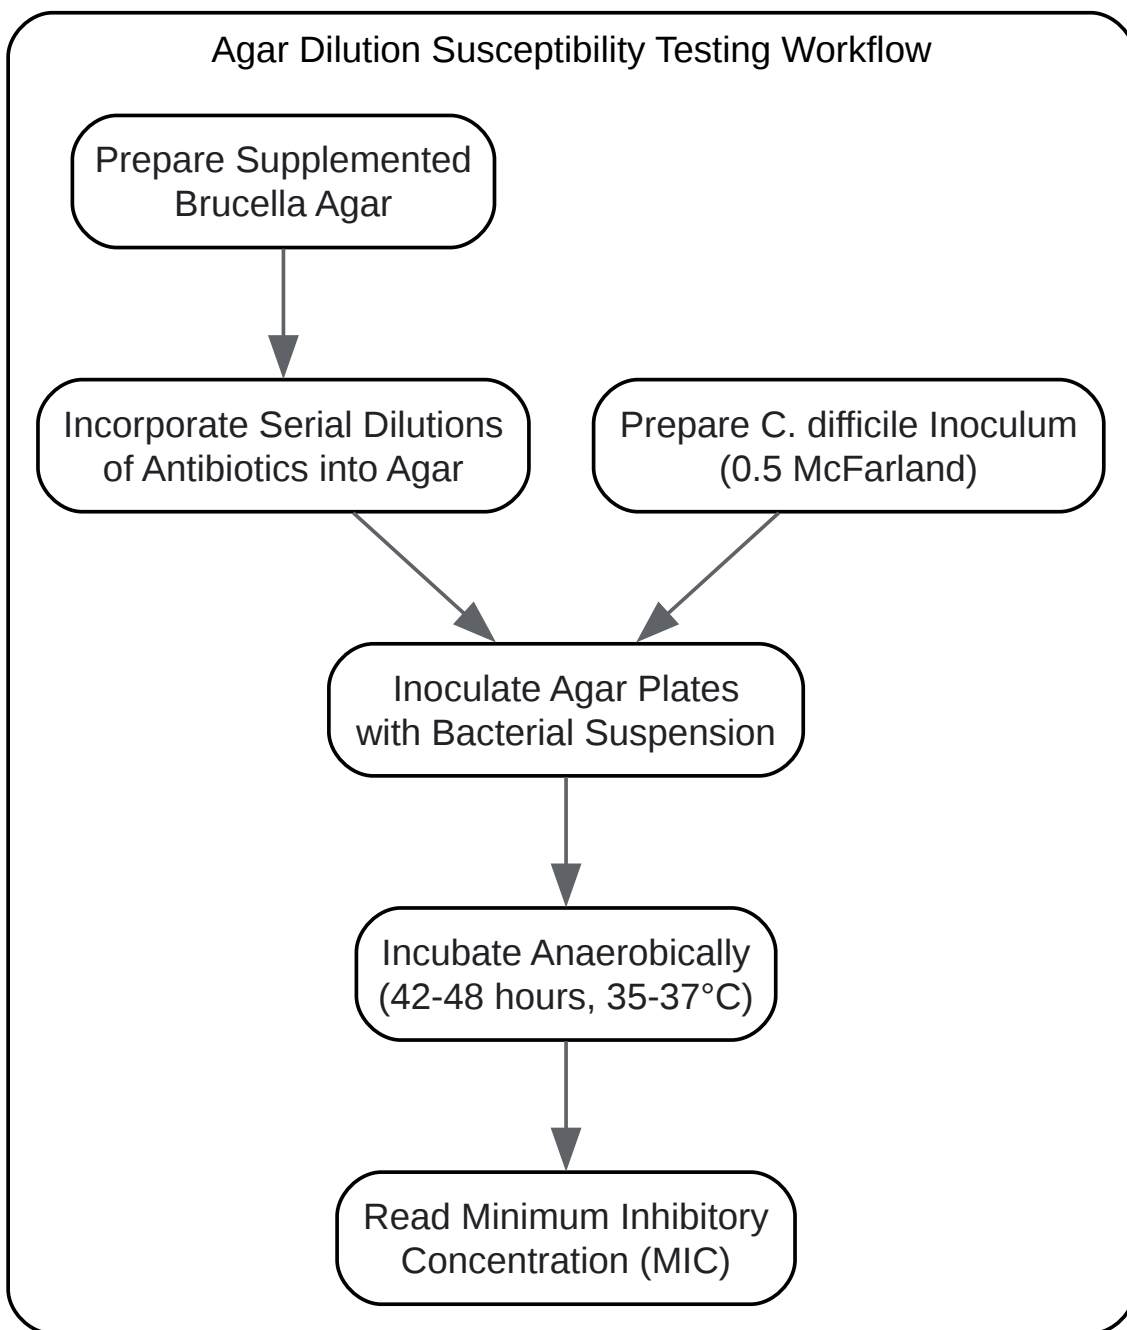 Agar Dilution Susceptibility Testing Workflow
Prepare Supplemented
Brucella Agar
Incorporate Serial Dilutions
of Antibiotics into Agar
Prepare C. difficile Inoculum
(0.5 McFarland)
Inoculate Agar Plates
with Bacterial Suspension
Incubate Anaerobically
(42-48 hours, 35-37°C)
Read Minimum Inhibitory
Concentration (MIC)